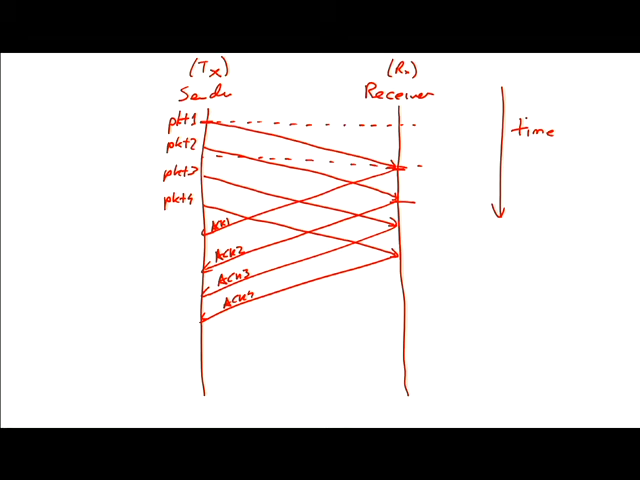 (Tx)
(Rx)
Sender
Receiver
pkt1
time
pkt2
pkt3
pkt4
ACK1
ACK2
ACK3
ACK4